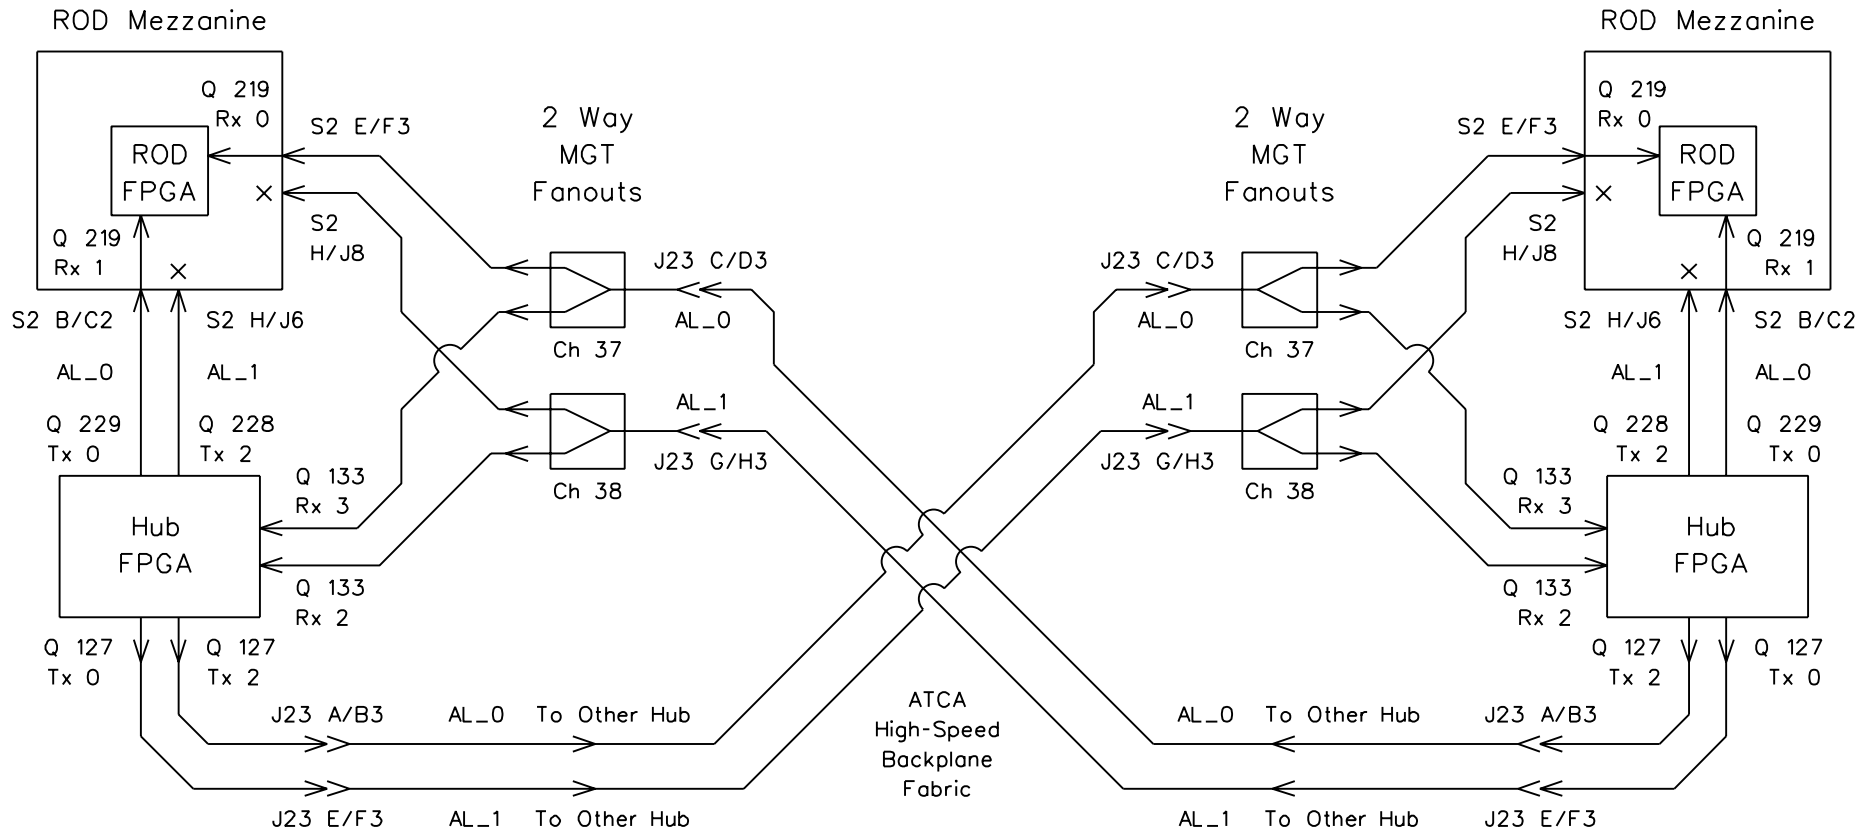 ROD Mezzanine
ROD Mezzanine
Q 219
Rx 0
ROD
FPGA
Q 219
Rx 1
S2 E/F3
S2
H/J8
2 Way
MGT
Fanouts
2 Way
MGT
Fanouts
S2 E/F3
S2
H/J8
Q 219
Rx 0
ROD
FPGA
Q 219
Rx 1
S2 B/C2
S2 H/J6
AL_0
AL_1
Q 229
Tx 0
Q 228
Tx 2
J23 C/D3
AL_0
Ch 37
AL_1
J23 G/H3
Ch 38
J23 C/D3
AL_0
Ch 37
AL_1
J23 G/H3
Ch 38
S2 H/J6
S2 B/C2
AL_1
AL_0
Q 228
Tx 2
Q 229
Tx 0
Hub
FPGA
Q 133
Rx 3
Q 133
Rx 2
Q 133
Rx 3
Q 133
Rx 2
Hub
FPGA
Q 127
Tx 0
Q 127
Tx 2
Q 127
Tx 2
Q 127
Tx 0
J23 A/B3
AL_0 To Other Hub
J23 E/F3
AL_1 To Other Hub
ATCA
High-Speed
Backplane
Fabric
AL_0 To Other Hub
J23 A/B3
AL_1 To Other Hub
J23 E/F3